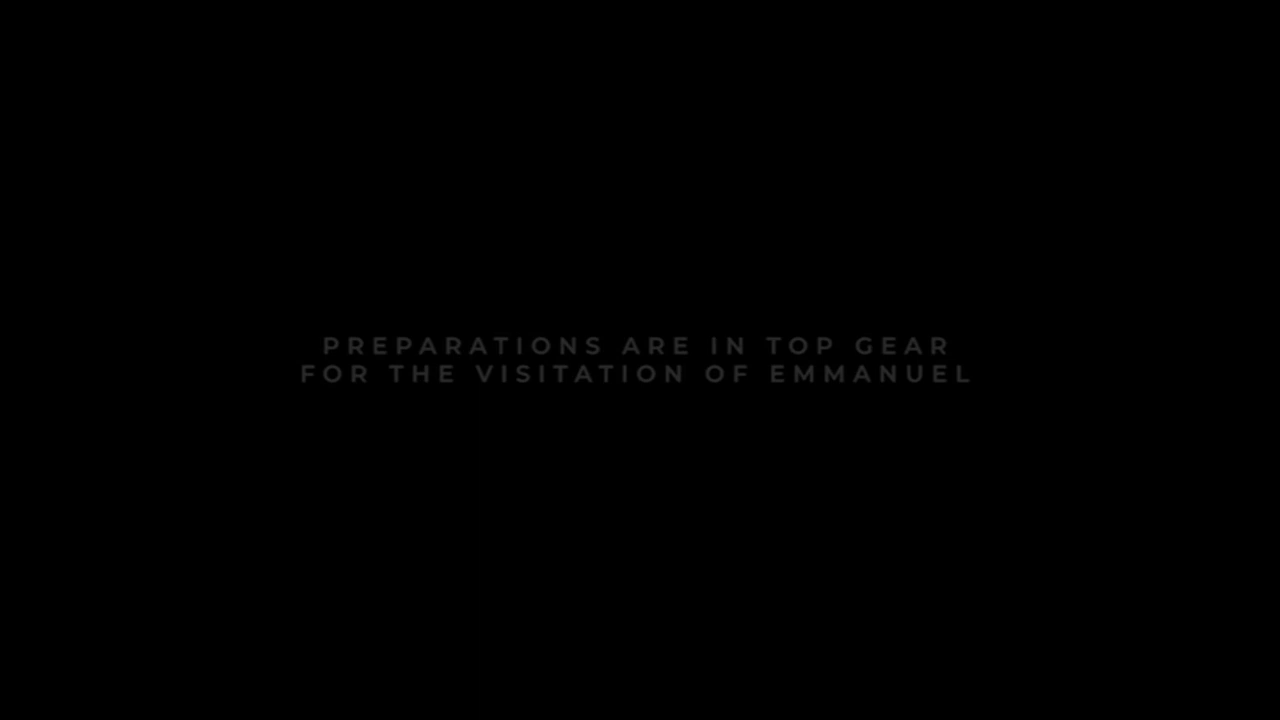 PREPARATIONS ARE IN TOP GEAR
FOR THE VISITATION OF EMMANUEL